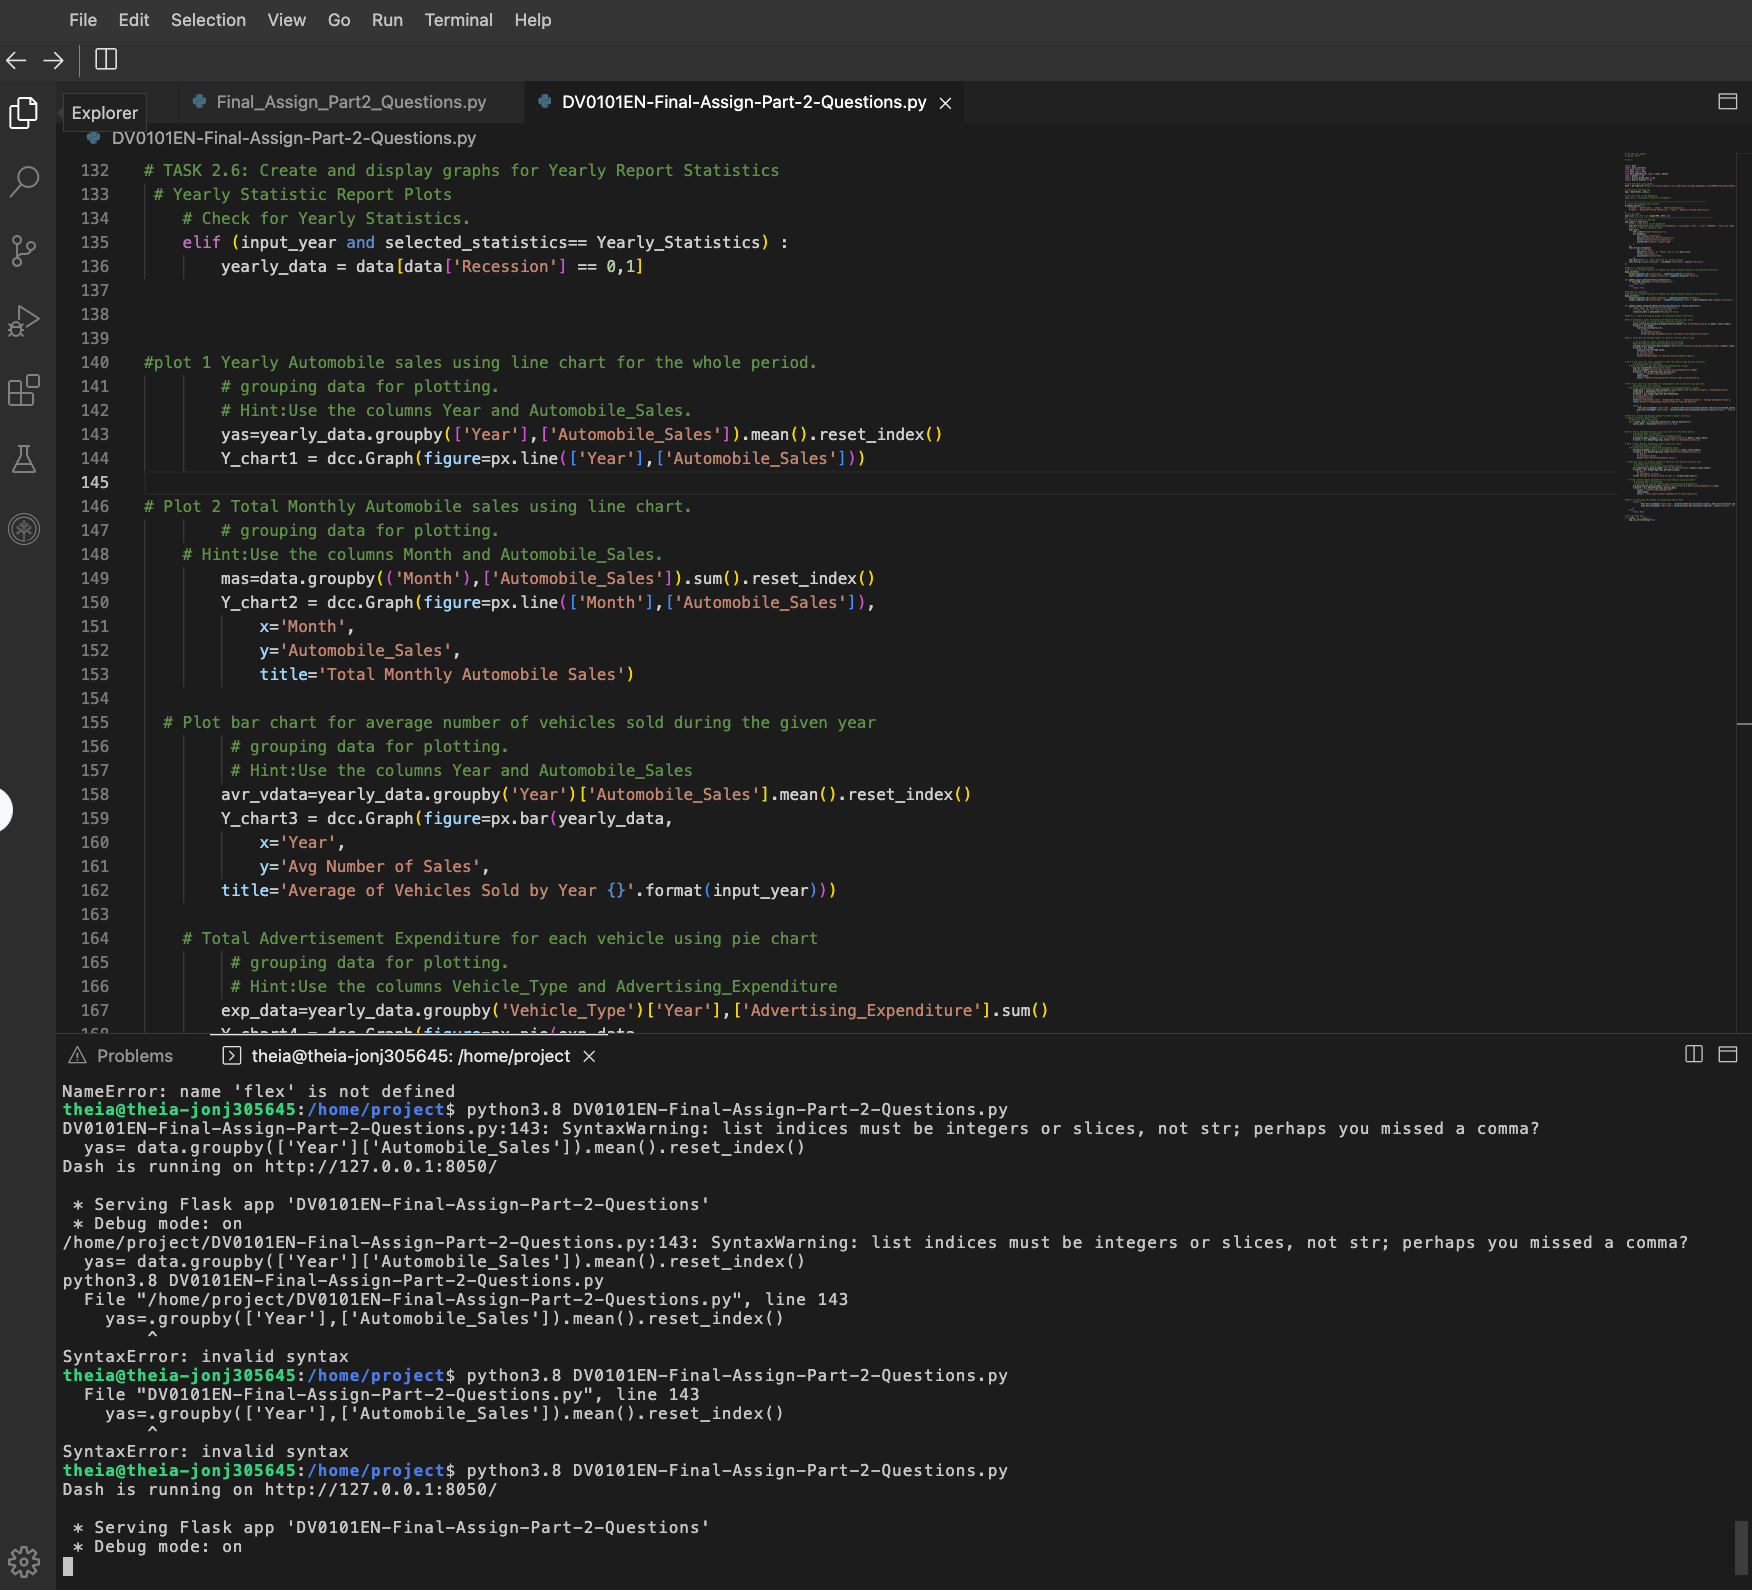 File Edit Selection View Go Run Terminal Help
Explorer
Final_Assign_Part2_Questions.py
DV0101EN-Final-Assign-Part-2-Questions.py
DV0101EN-Final-Assign-Part-2-Questions.py
132 # TASK 2.6: Create and display graphs for Yearly Report Statistics
133 # Yearly Statistic Report Plots
134 # Check for Yearly Statistics.
135 elif (input_year and selected_statistics== Yearly_Statistics) :
136 yearly_data = data[data['Recession'] == 0,1]
137
138
139
140 #plot 1 Yearly Automobile sales using line chart for the whole period.
141 # grouping data for plotting.
142 # Hint:Use the columns Year and Automobile_Sales.
143 yas=yearly_data.groupby(['Year'],['Automobile_Sales']).mean().reset_index()
144 Y_chart1 = dcc.Graph(figure=px.line(['Year'],['Automobile_Sales']))
145
146 # Plot 2 Total Monthly Automobile sales using line chart.
147 # grouping data for plotting.
148 # Hint:Use the columns Month and Automobile_Sales.
149 mas=data.groupby(('Month'),['Automobile_Sales']).sum().reset_index()
150 Y_chart2 = dcc.Graph(figure=px.line(['Month'],['Automobile_Sales']),
151 x='Month',
152 y='Automobile_Sales',
153 title='Total Monthly Automobile Sales')
154
155 # Plot bar chart for average number of vehicles sold during the given year
156 # grouping data for plotting.
157 # Hint:Use the columns Year and Automobile_Sales
158 avr_vdata=yearly_data.groupby('Year')['Automobile_Sales'].mean().reset_index()
159 Y_chart3 = dcc.Graph(figure=px.bar(yearly_data,
160 x='Year',
161 y='Avg Number of Sales',
162 title='Average of Vehicles Sold by Year {}'.format(input_year)))
163
164 # Total Advertisement Expenditure for each vehicle using pie chart
165 # grouping data for plotting.
166 # Hint:Use the columns Vehicle_Type and Advertising_Expenditure
167 exp_data=yearly_data.groupby('Vehicle_Type')['Year'],['Advertising_Expenditure'].sum()
168 Y_chart4 = dcc.Graph(figure=px.pie(exp_data
Problems
theia@theia-jonj305645: /home/project
NameError: name 'flex' is not defined
theia@theia-jonj305645:/home/project$ python3.8 DV0101EN-Final-Assign-Part-2-Questions.py
DV0101EN-Final-Assign-Part-2-Questions.py:143: SyntaxWarning: list indices must be integers or slices, not str; perhaps you missed a comma?
yas= data.groupby(['Year']['Automobile_Sales']).mean().reset_index()
Dash is running on http://127.0.0.1:8050/
* Serving Flask app 'DV0101EN-Final-Assign-Part-2-Questions'
* Debug mode: on
/home/project/DV0101EN-Final-Assign-Part-2-Questions.py:143: SyntaxWarning: list indices must be integers or slices, not str; perhaps you missed a comma?
yas= data.groupby(['Year']['Automobile_Sales']).mean().reset_index()
python3.8 DV0101EN-Final-Assign-Part-2-Questions.py
File "/home/project/DV0101EN-Final-Assign-Part-2-Questions.py", line 143
yas=.groupby(['Year'],['Automobile_Sales']).mean().reset_index()
^
SyntaxError: invalid syntax
theia@theia-jonj305645:/home/project$ python3.8 DV0101EN-Final-Assign-Part-2-Questions.py
File "DV0101EN-Final-Assign-Part-2-Questions.py", line 143
yas=.groupby(['Year'],['Automobile_Sales']).mean().reset_index()
^
SyntaxError: invalid syntax
theia@theia-jonj305645:/home/project$ python3.8 DV0101EN-Final-Assign-Part-2-Questions.py
Dash is running on http://127.0.0.1:8050/
* Serving Flask app 'DV0101EN-Final-Assign-Part-2-Questions'
* Debug mode: on